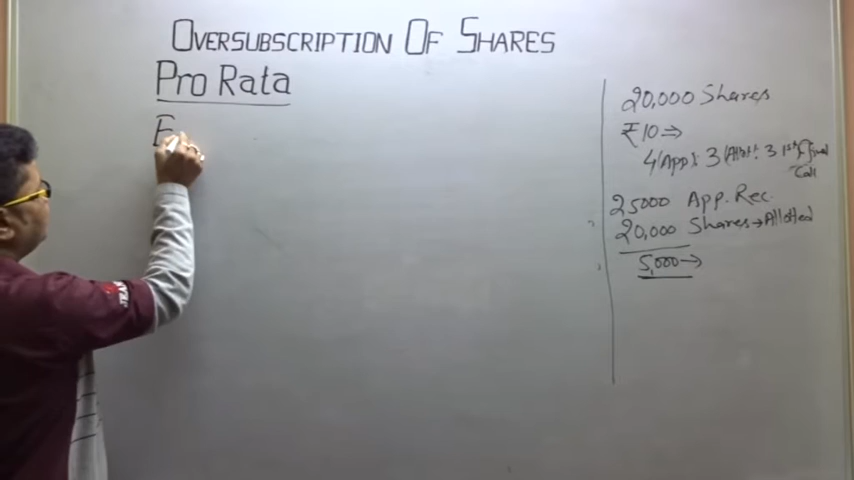 OVERSUBSCRIPTION OF SHARES
Pro Rata
F
20,000 Shares
₹10⇒
4(App): 3(Allot): 3 1st & Final
Call
25000 App. Rec.
20,000 Shares→Allotted
5,000→